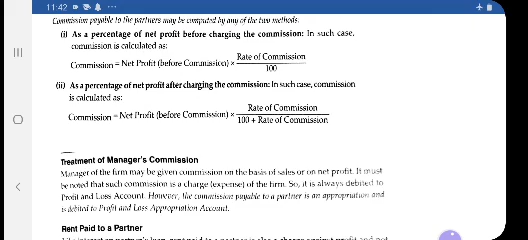 11:42
Commission payable to the partners may be computed by any of the two methods.
(i) As a percentage of net profit before charging the commission: In such case,
commission is calculated as:
Commission = Net Profit (before Commission) × Rate of Commission / 100
(ii) As a percentage of net profit after charging the commission: In such case, commission
is calculated as:
Commission = Net Profit (before Commission) × Rate of Commission / 100 + Rate of Commission
Treatment of Manager's Commission
Manager of the firm may be given commission on the basis of sales or on net profit. It must
be noted that such commission is a charge (expense) of the firm. So, it is always debited to
Profit and Loss Account. However, the commission payable to a partner is an appropriation and
is debited to Profit and Loss Appropriation Account.
Rent Paid to a Partner